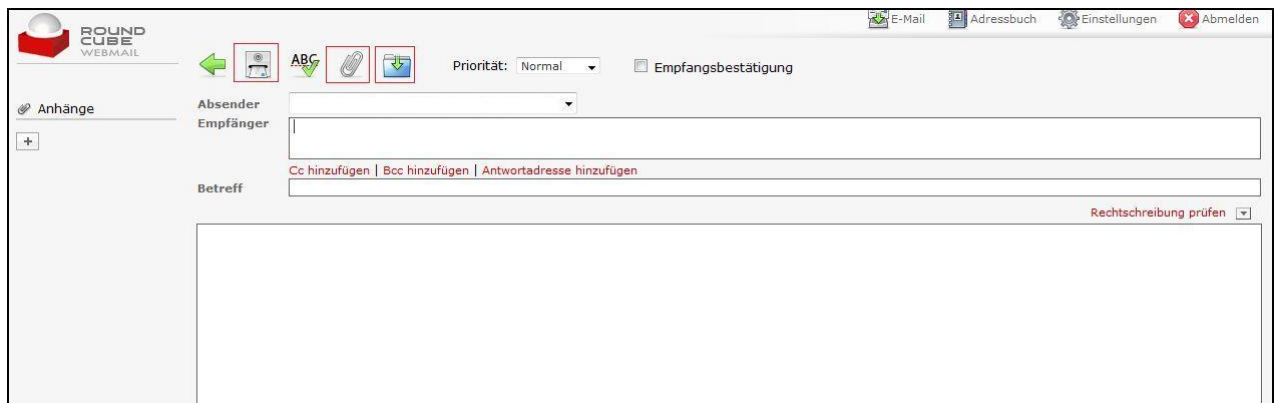 ROUND
CUBE
WEBMAIL
E-Mail Adressbuch Einstellungen Abmelden
ABC Priorität: Normal Empfangsbestätigung
Anhänge
+
Absender
Empfänger
Cc hinzufügen | Bcc hinzufügen | Antwortadresse hinzufügen
Betreff
Rechtschreibung prüfen